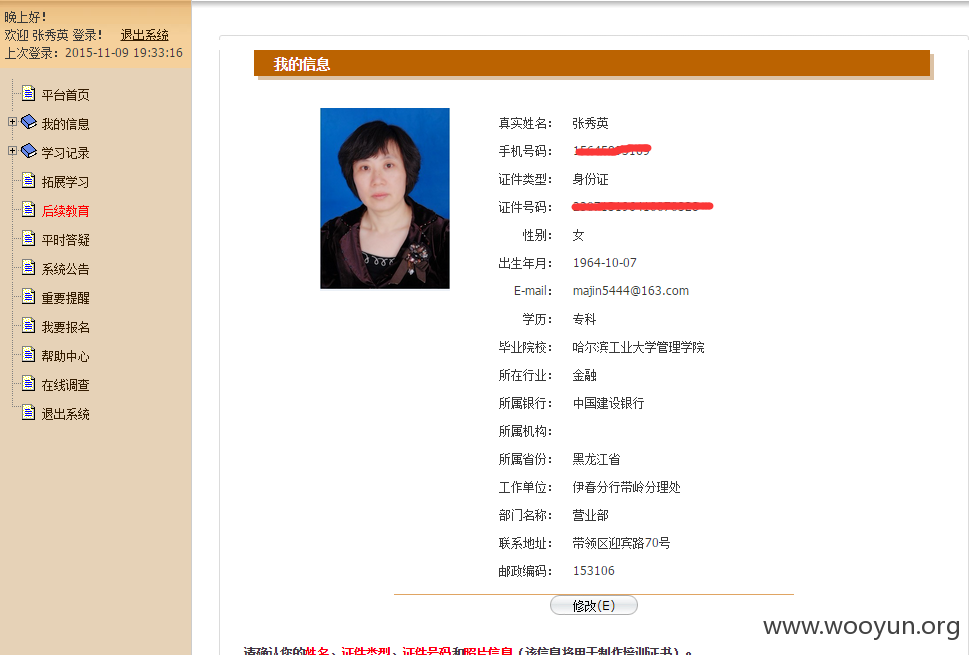 晚上好！
欢迎 张秀英 登录！ 退出系统
上次登录：2015-11-09 19:33:16
平台首页
我的信息
学习记录
拓展学习
后续教育
平时答疑
系统公告
重要提醒
我要报名
帮助中心
在线调查
退出系统
我的信息
真实姓名： 张秀英
手机号码：
证件类型： 身份证
证件号码：
性别： 女
出生年月： 1964-10-07
E-mail： majin5444@163.com
学历： 专科
毕业院校： 哈尔滨工业大学管理学院
所在行业： 金融
所属银行： 中国建设银行
所属机构：
所属省份： 黑龙江省
工作单位： 伊春分行带岭分理处
部门名称： 营业部
联系地址： 带领区迎宾路70号
邮政编码： 153106
修改(E)
www.wooyun.org
请确认您的姓名、证件类型、证件号码和照片信息（该信息将用于制作培训证书）。